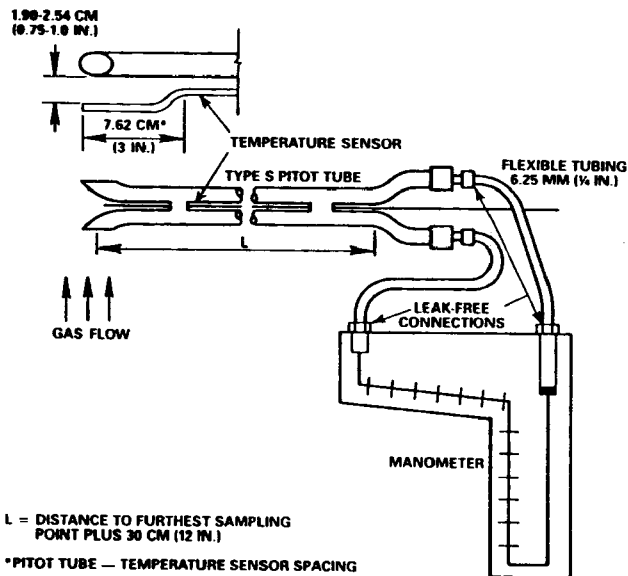 1.90-2.54 CM
(0.75-1.0 IN.)
7.62 CM*
(3 IN.)
TEMPERATURE SENSOR
TYPE S PITOT TUBE
FLEXIBLE TUBING
6.25 MM (¼ IN.)
L
GAS FLOW
LEAK-FREE
CONNECTIONS
MANOMETER
L = DISTANCE TO FURTHEST SAMPLING
POINT PLUS 30 CM (12 IN.)
*PITOT TUBE — TEMPERATURE SENSOR SPACING